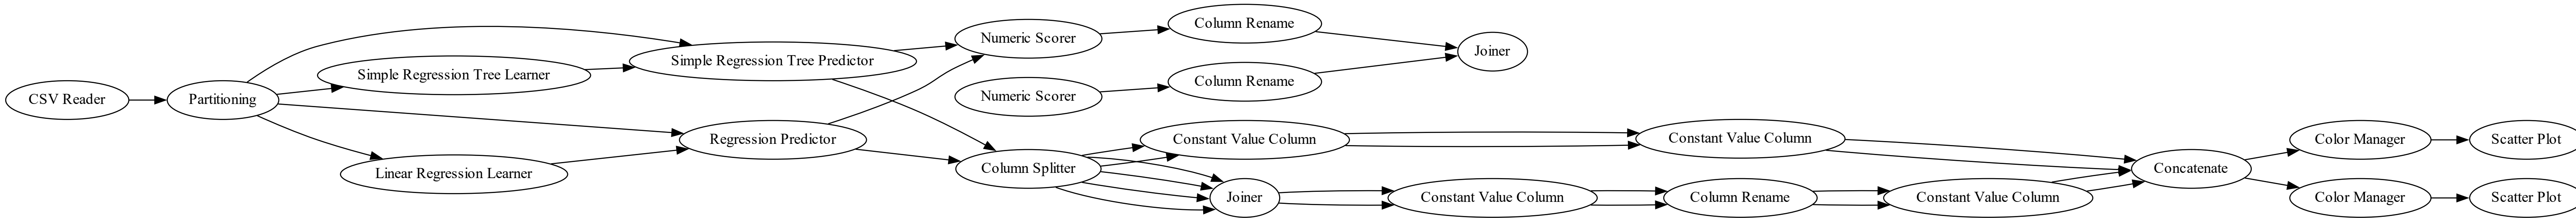 CSV Reader
Partitioning
Simple Regression Tree Learner
Linear Regression Learner
Simple Regression Tree Predictor
Regression Predictor
Numeric Scorer
Numeric Scorer
Column Splitter
Column Rename
Column Rename
Constant Value Column
Joiner
Joiner
Constant Value Column
Constant Value Column
Column Rename
Constant Value Column
Concatenate
Color Manager
Color Manager
Scatter Plot
Scatter Plot